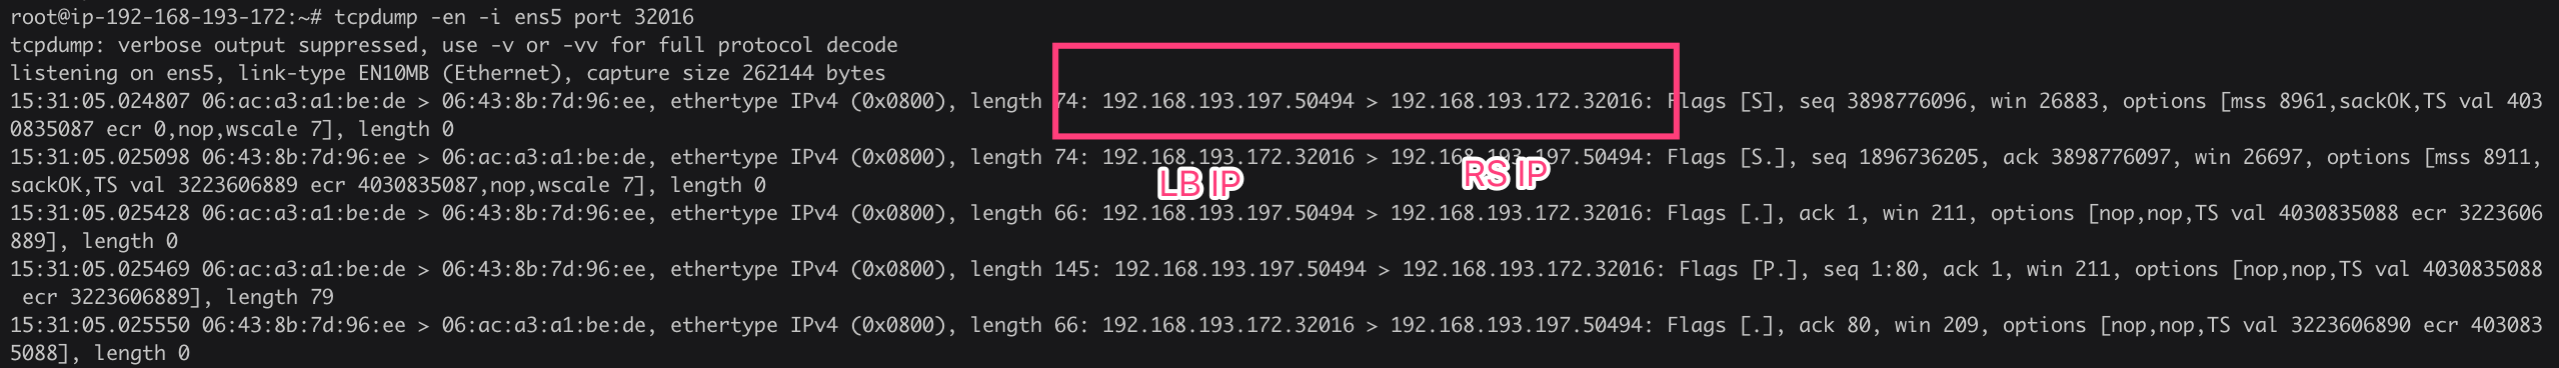 root@ip-192-168-193-172:~# tcpdump -en -i ens5 port 32016
tcpdump: verbose output suppressed, use -v or -vv for full protocol decode
listening on ens5, link-type EN10MB (Ethernet), capture size 262144 bytes
15:31:05.024807 06:ac:a3:a1:be:de > 06:43:8b:7d:96:ee, ethertype IPv4 (0x0800), length 74: 192.168.193.197.50494 > 192.168.193.172.32016: Flags [S], seq 3898776096, win 26883, options [mss 8961,sackOK,TS val 403
0835087 ecr 0,nop,wscale 7], length 0
15:31:05.025098 06:43:8b:7d:96:ee > 06:ac:a3:a1:be:de, ethertype IPv4 (0x0800), length 74: 192.168.193.172.32016 > 192.168.193.197.50494: Flags [S.], seq 1896736205, ack 3898776097, win 26697, options [mss 8911,
sackOK,TS val 3223606889 ecr 4030835087,nop,wscale 7], length 0
LB IP
RS IP
15:31:05.025428 06:ac:a3:a1:be:de > 06:43:8b:7d:96:ee, ethertype IPv4 (0x0800), length 66: 192.168.193.197.50494 > 192.168.193.172.32016: Flags [.], ack 1, win 211, options [nop,nop,TS val 4030835088 ecr 3223606
889], length 0
15:31:05.025469 06:ac:a3:a1:be:de > 06:43:8b:7d:96:ee, ethertype IPv4 (0x0800), length 145: 192.168.193.197.50494 > 192.168.193.172.32016: Flags [P.], seq 1:80, ack 1, win 211, options [nop,nop,TS val 4030835088
 ecr 3223606889], length 79
15:31:05.025550 06:43:8b:7d:96:ee > 06:ac:a3:a1:be:de, ethertype IPv4 (0x0800), length 66: 192.168.193.172.32016 > 192.168.193.197.50494: Flags [.], ack 80, win 209, options [nop,nop,TS val 3223606890 ecr 403083
5088], length 0